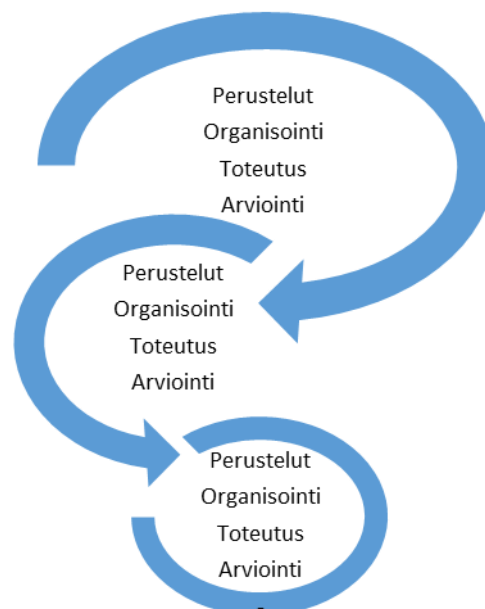 Perustelut
Organisointi
Toteutus
Arviointi
Perustelut
Organisointi
Toteutus
Arviointi
Perustelut
Organisointi
Toteutus
Arviointi